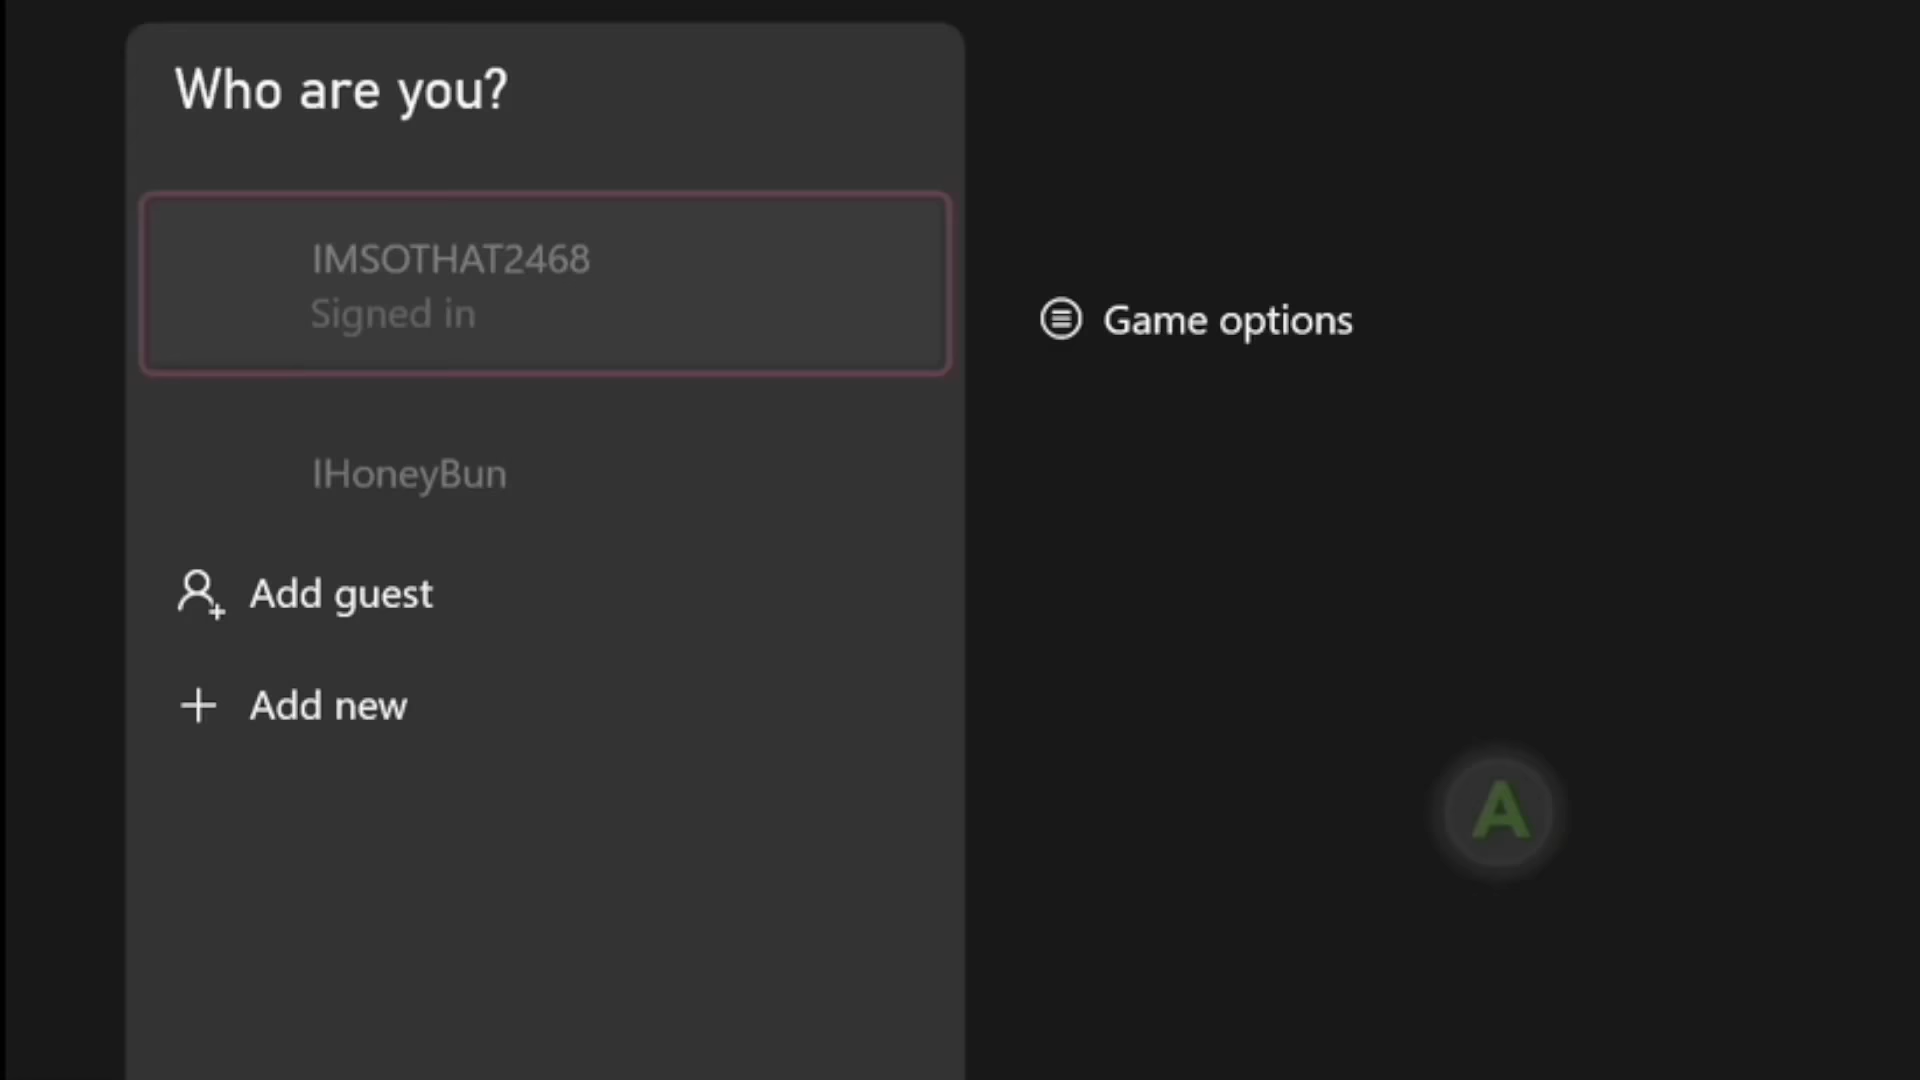 Who are you?
IMSOTHAT2468
Signed in
IHoneyBun
Add guest
Add new
Game options
A